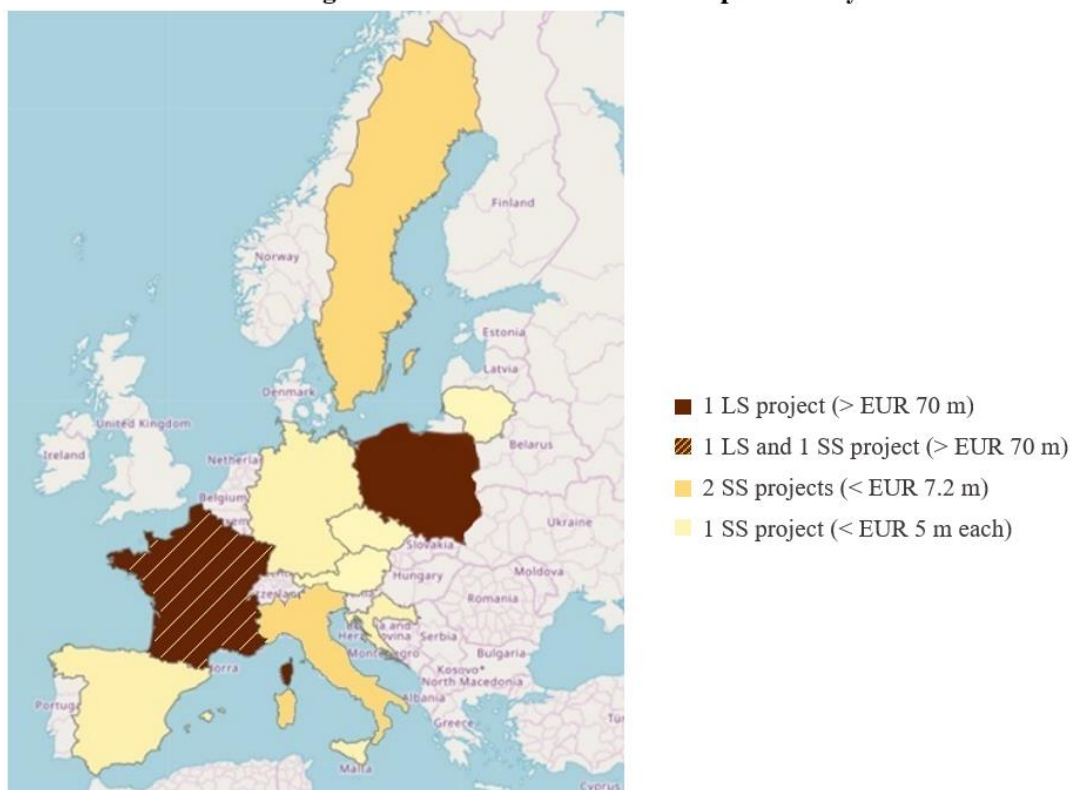 Finland
Norway
Estonia
Latvia
Denmark
United Kingdom
Belarus
Ireland
Netherla
Belgium
Ukraine
Slovakia
Moldova
Hungary
Romania
Serbia
Montenegro
Bulgaria
Kosovo*
North Macedonia
Albania
Portuga
Greece
Malta
Cyprus
1 LS project (> EUR 70 m)
1 LS and 1 SS project (> EUR 70 m)
2 SS projects (< EUR 7.2 m)
1 SS project (< EUR 5 m each)